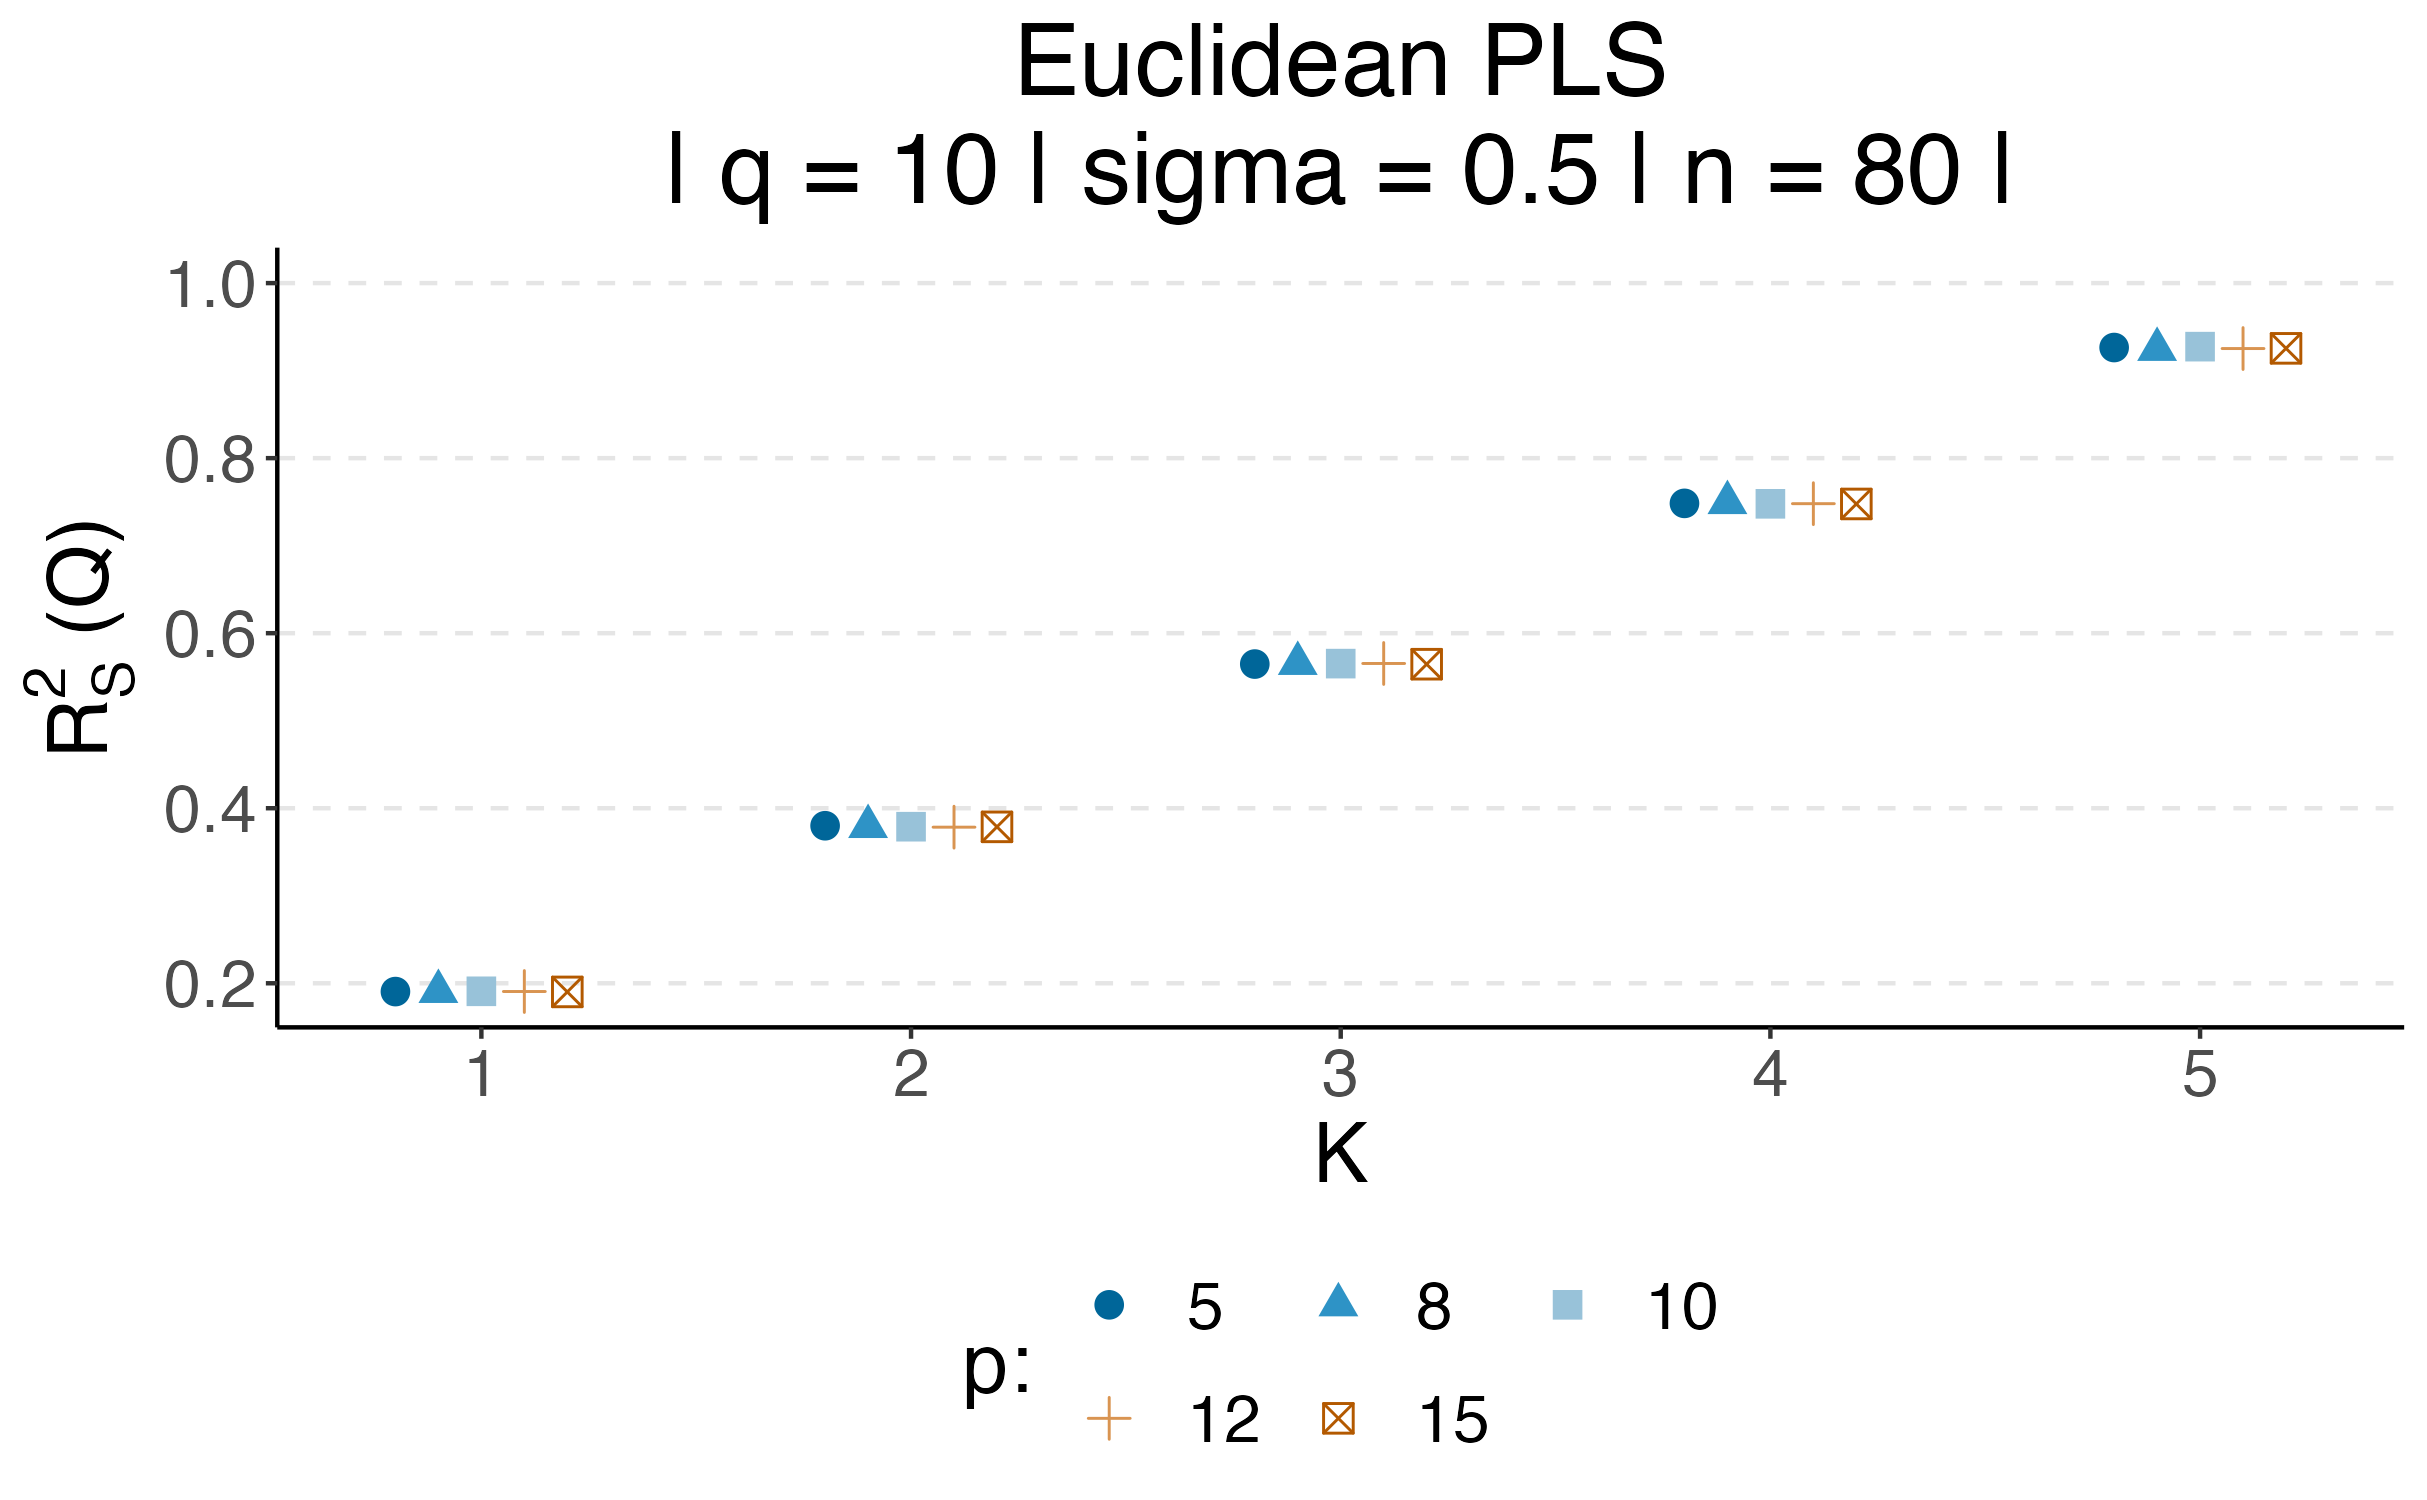 Euclidean PLS
| q = 10 | sigma = 0.5 | n = 80 |
R²S (Q)
1.0
0.8
0.6
0.4
0.2
1 2 3 4 5
K
p:
5 8 10
12 15